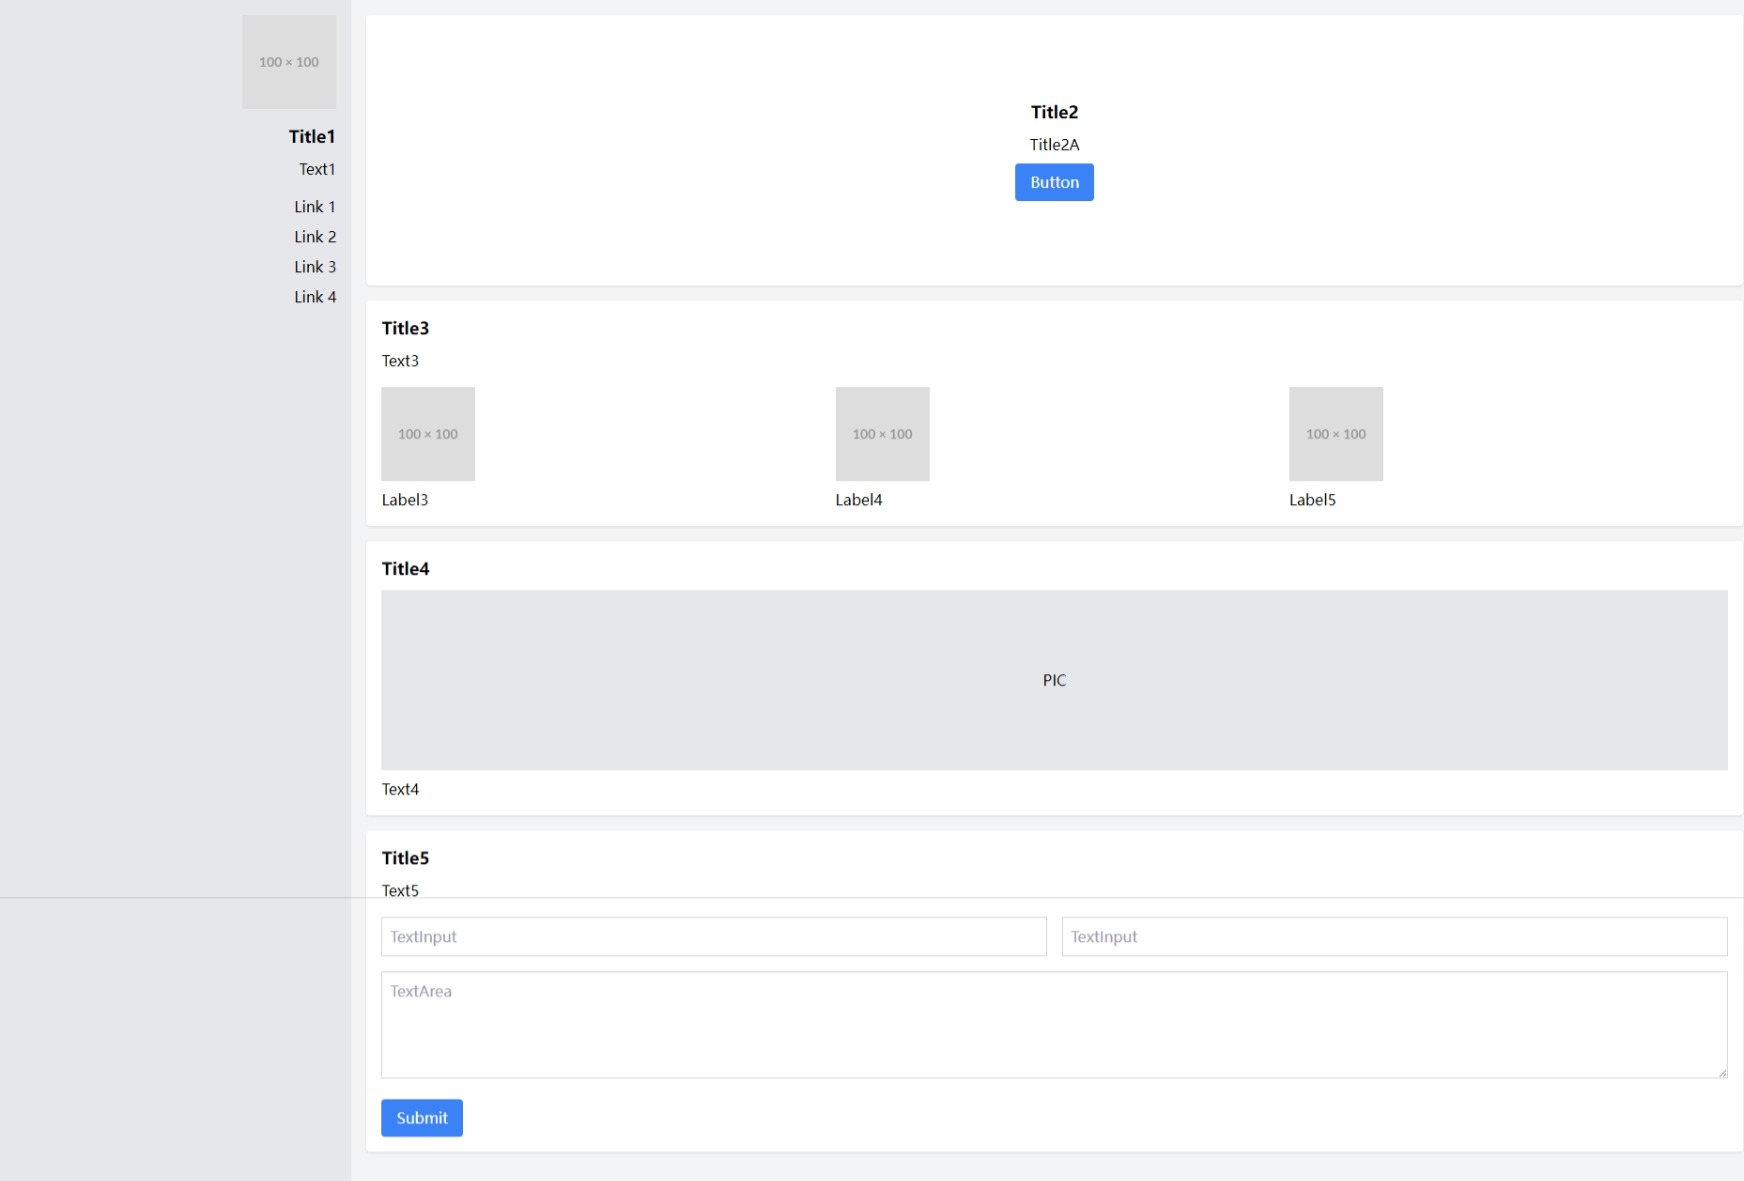 100 × 100
Title1
Text1
Link 1
Link 2
Link 3
Link 4
Title2
Title2A
Button
Title3
Text3
100 × 100
Label3
100 × 100
Label4
100 × 100
Label5
Title4
PIC
Text4
Title5
Text5
TextInput
TextInput
TextArea
Submit